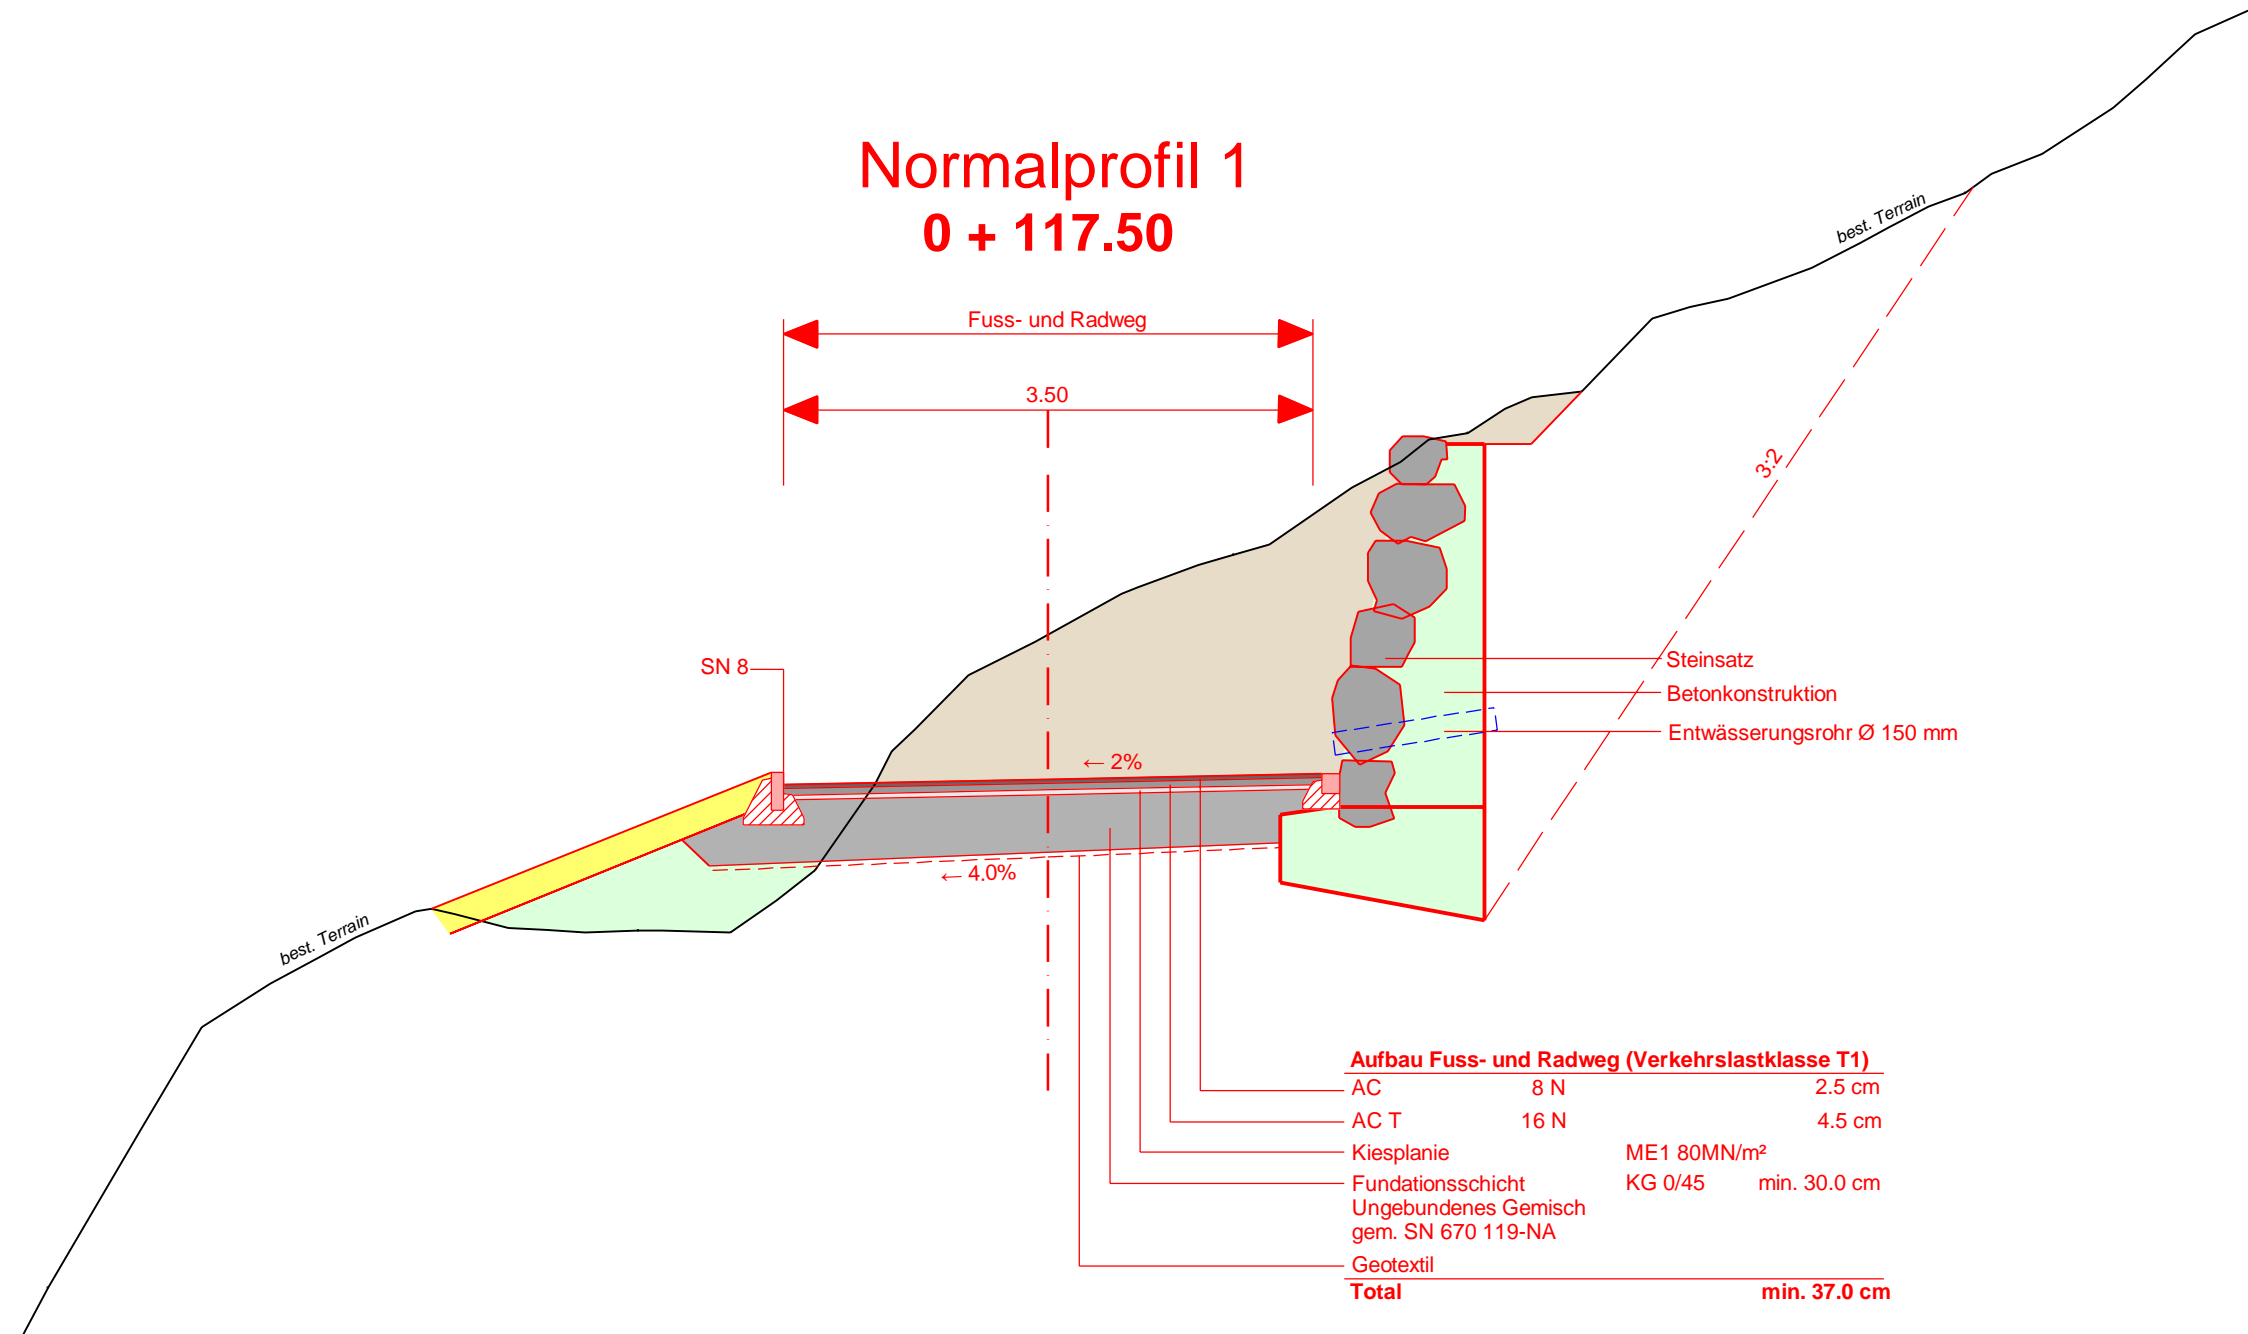 Normalprofil 1
0 + 117.50
best. Terrain
Fuss- und Radweg
3.50
3:2
SN 8
Steinsatz
Betonkonstruktion
Entwässerungsrohr Ø 150 mm
← 2%
← 4.0%
best. Terrain
Aufbau Fuss- und Radweg (Verkehrslastklasse T1)
AC 8 N 2.5 cm
AC T 16 N 4.5 cm
Kiesplanie ME1 80MN/m²
Fundationsschicht KG 0/45 min. 30.0 cm
Ungebundenes Gemisch
gem. SN 670 119-NA
Geotextil
Total min. 37.0 cm